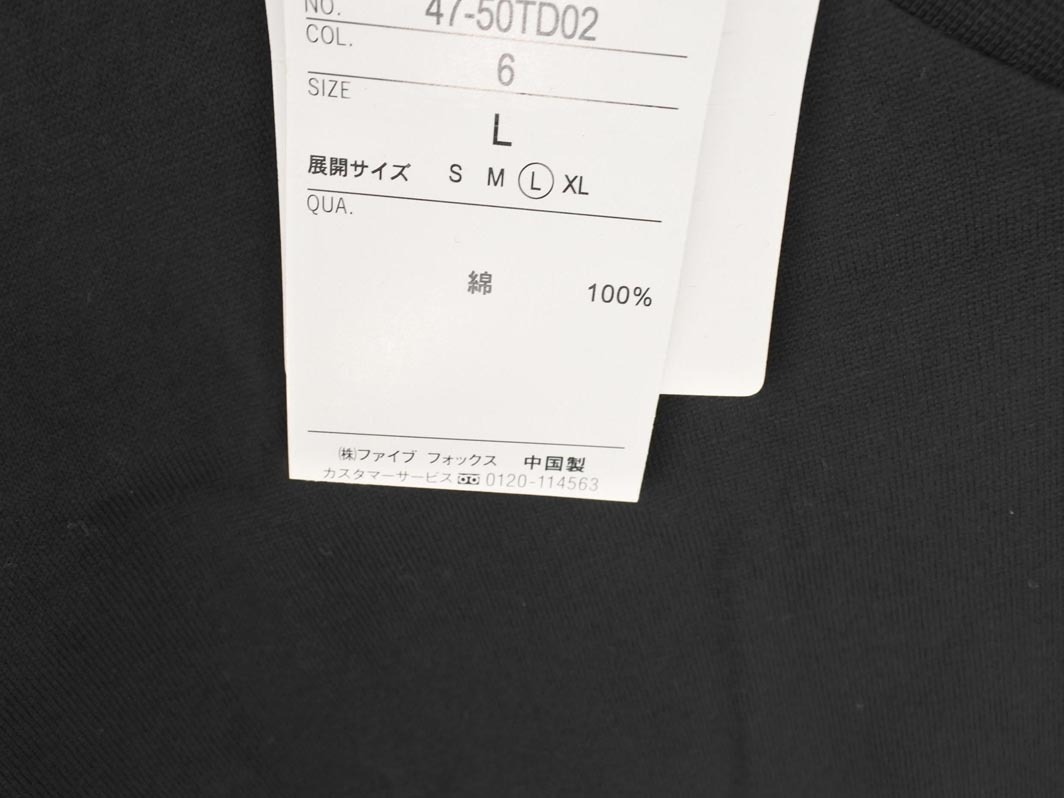 NO. 47-50TD02
COL. 6
SIZE
L
展開サイズ S M L XL
QUA.
綿 100%
㈱ファイブ フォックス 中国製
カスタマーサービス 0120-114563